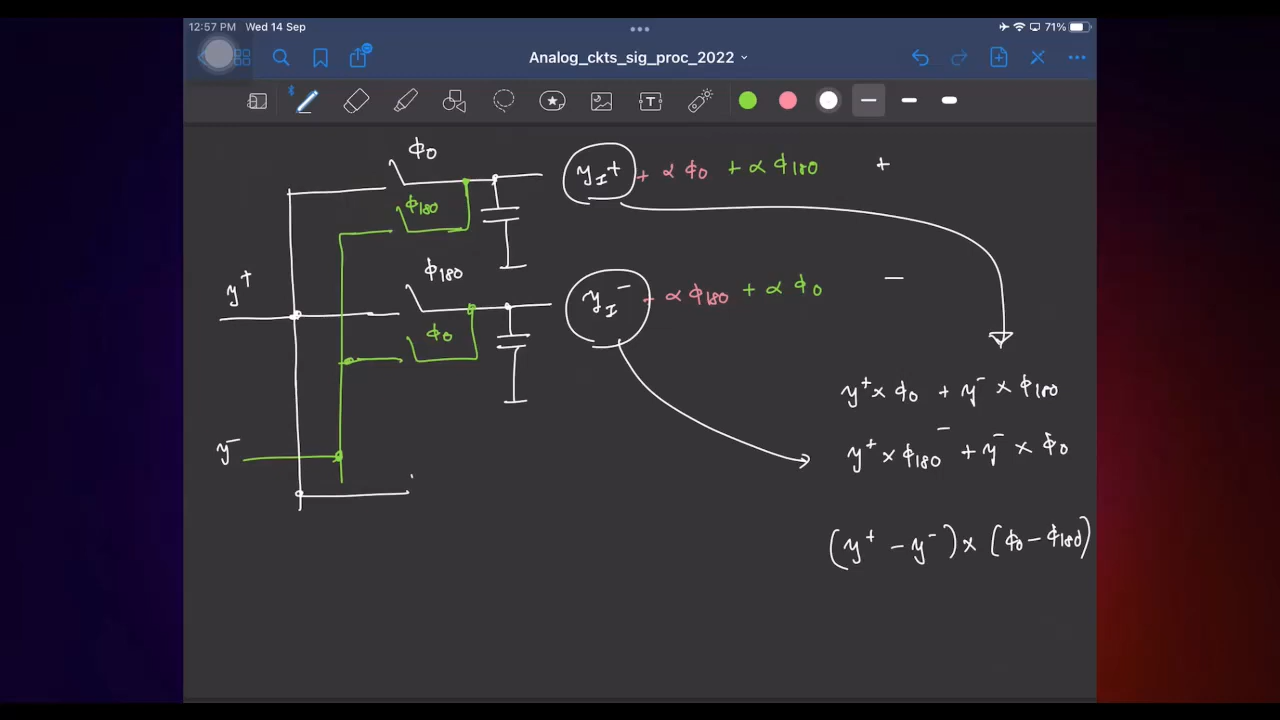 12:57 PM Wed 14 Sep
71%
Analog_ckts_sig_proc_2022
T
ϕ0
yI+ + α ϕ0 + α ϕ180 +
ϕ180
y+
ϕ180
yI− + α ϕ180 + α ϕ0 −
ϕ0
y+ × ϕ0 + y− × ϕ180
−
y−
y+ × ϕ180 + y− × ϕ0
(y+ − y−) × (ϕ0 − ϕ180)